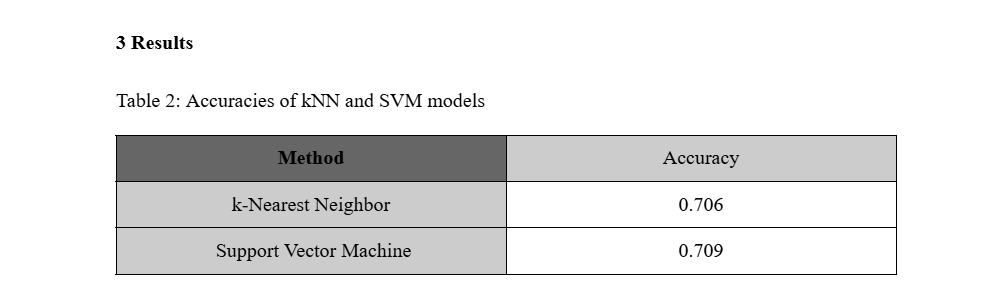 3 Results
Table 2: Accuracies of kNN and SVM models
Method Accuracy
k-Nearest Neighbor 0.706
Support Vector Machine 0.709